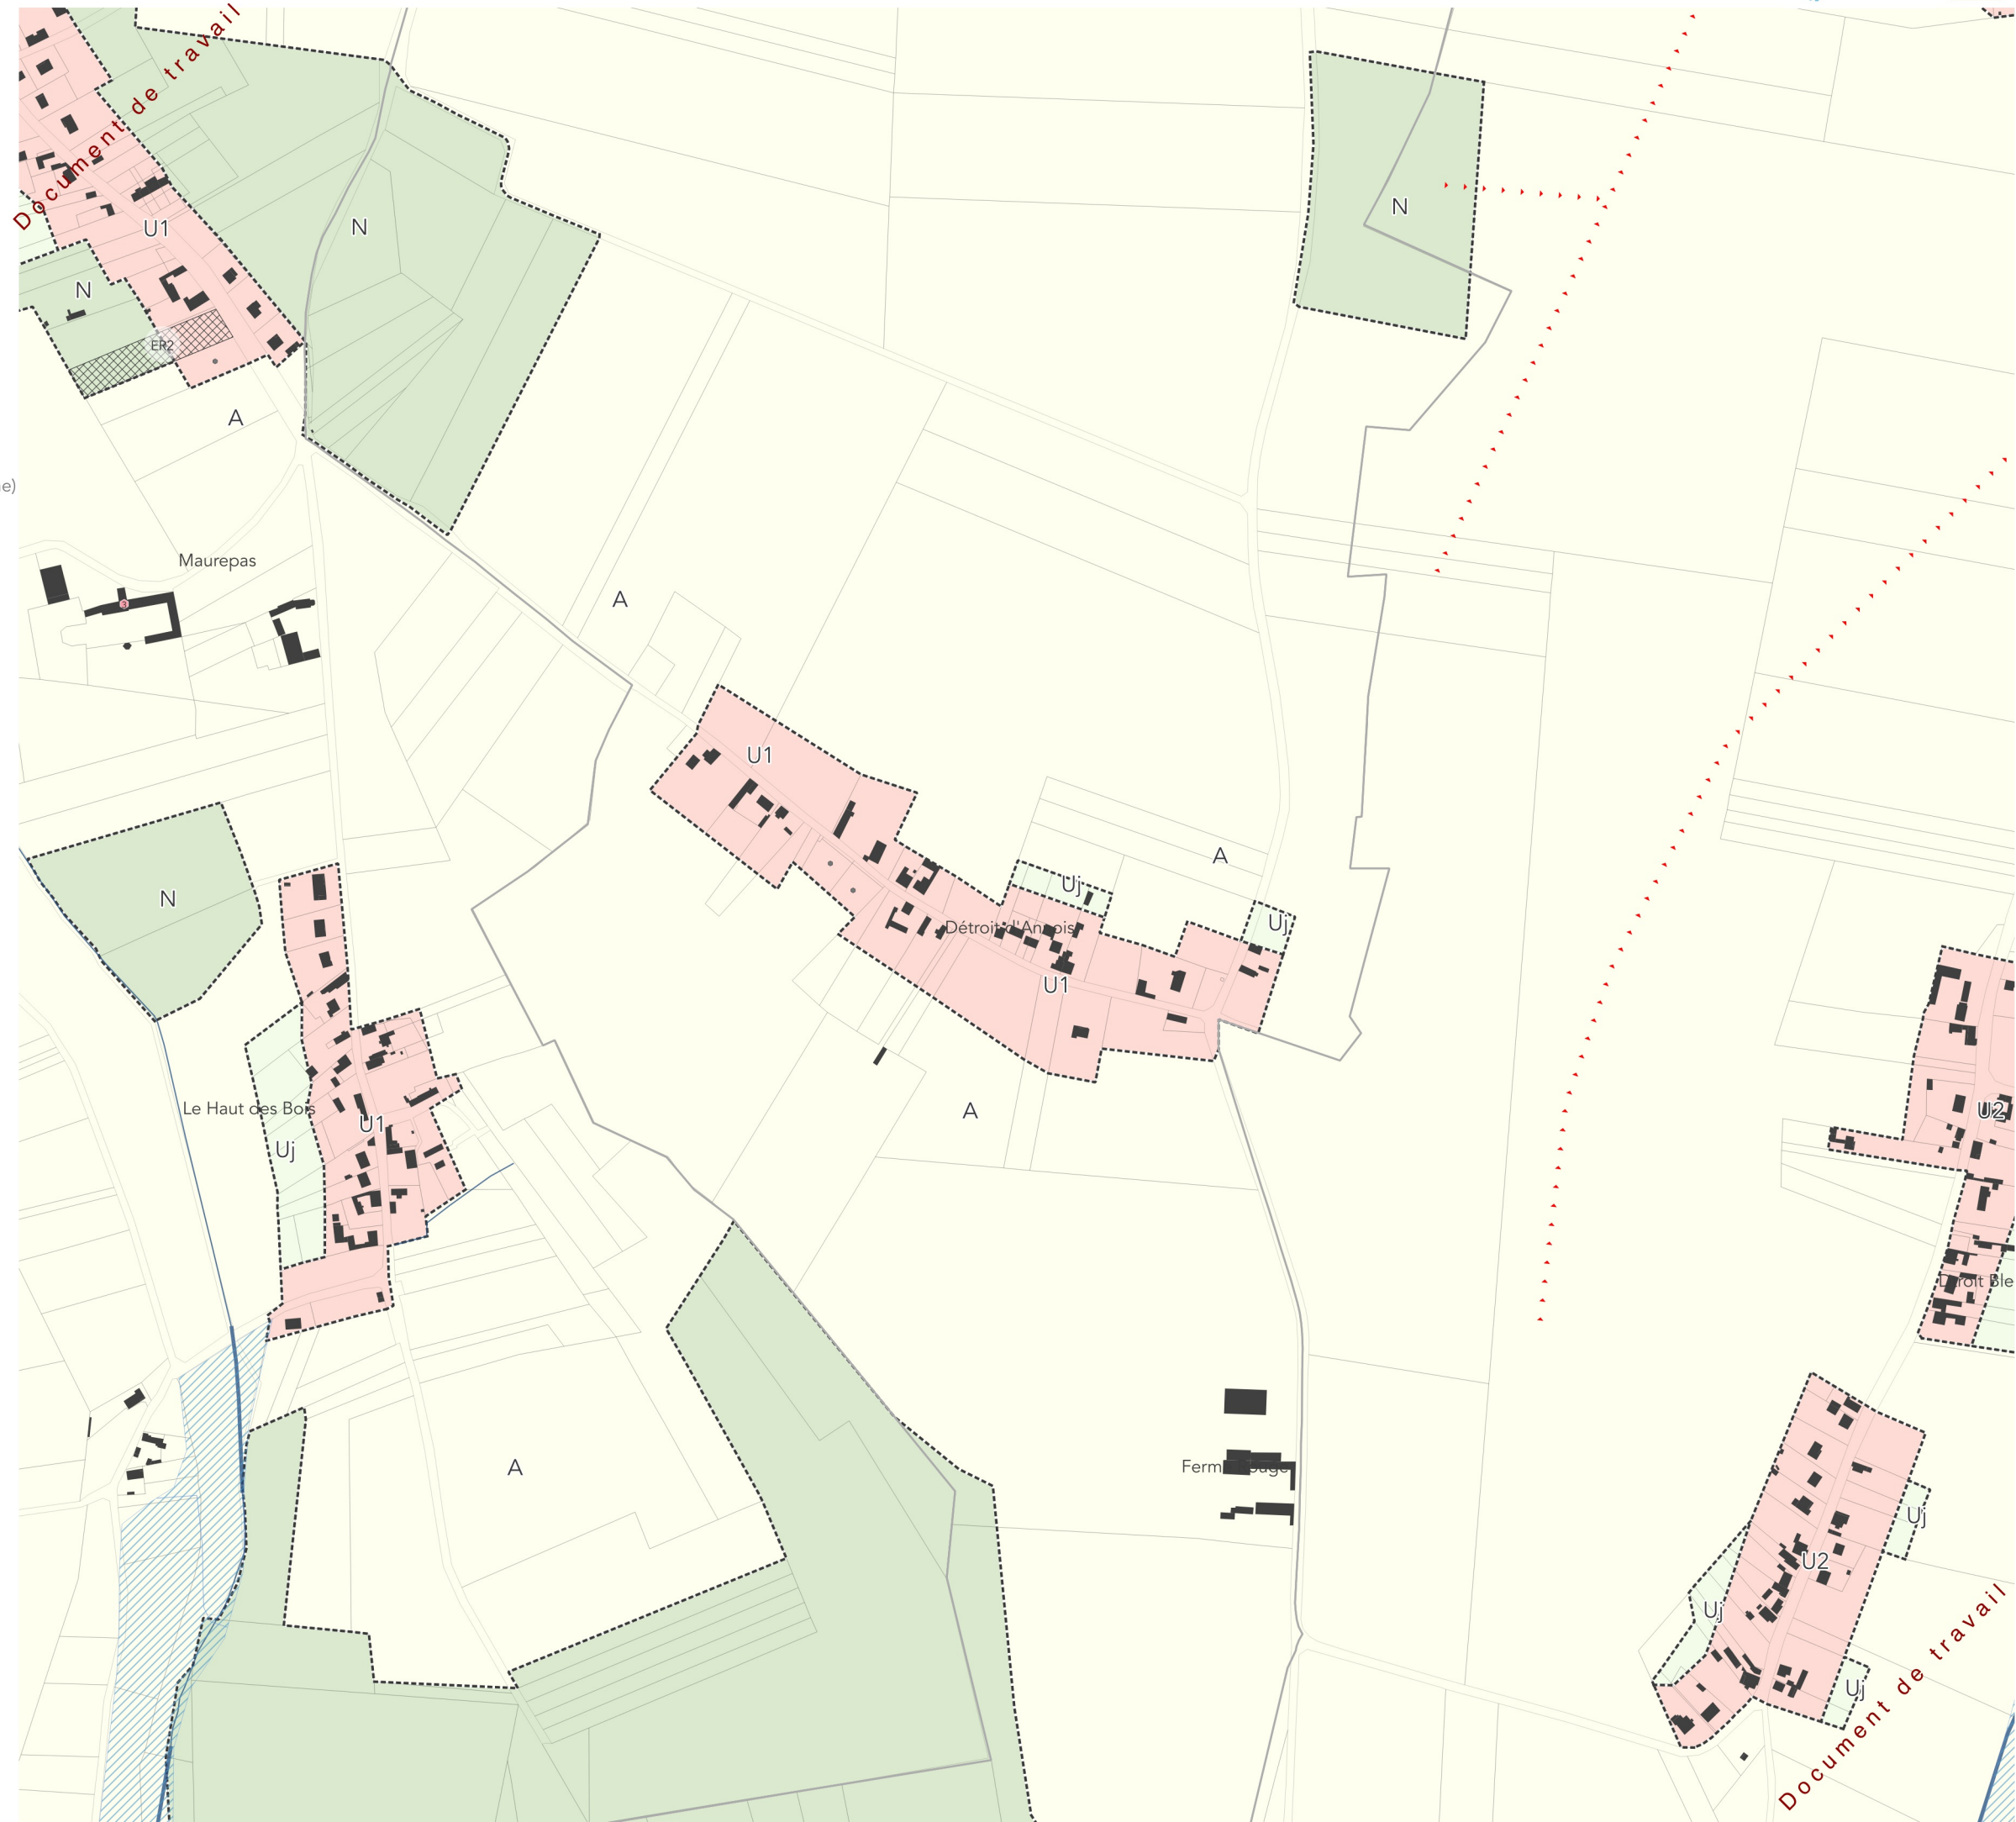 Document de travail
U1
N
N
N
ER2
A
Maurepas
A
U1
N
A
Uj
Uj
Détroit d'Annois
U1
Le Haut des Bois
U1
A
U2
Uj
A
Uj
U2
Uj
Uj
Document de travail